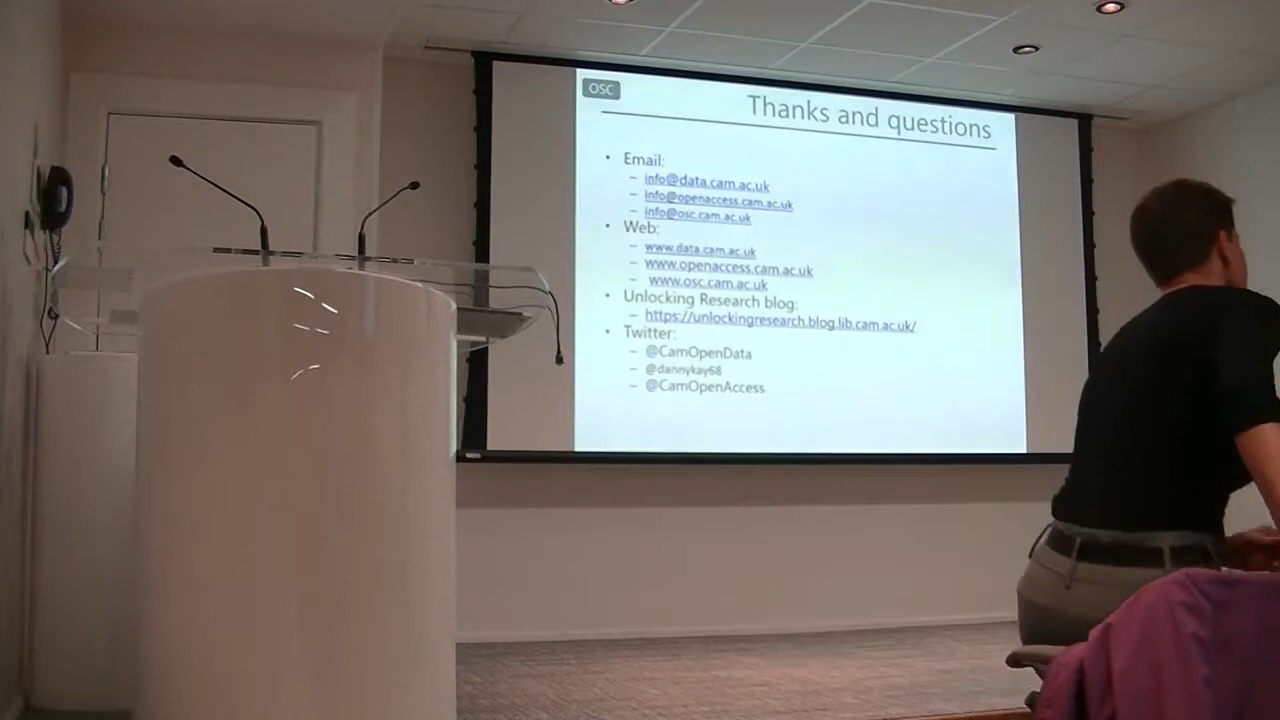 OSC
Thanks and questions
• Email:
– info@data.cam.ac.uk
– info@openaccess.cam.ac.uk
– info@osc.cam.ac.uk
• Web:
– www.data.cam.ac.uk
– www.openaccess.cam.ac.uk
– www.osc.cam.ac.uk
• Unlocking Research blog:
– https://unlockingresearch.blog.lib.cam.ac.uk/
• Twitter:
– @CamOpenData
– @dannykay68
– @CamOpenAccess